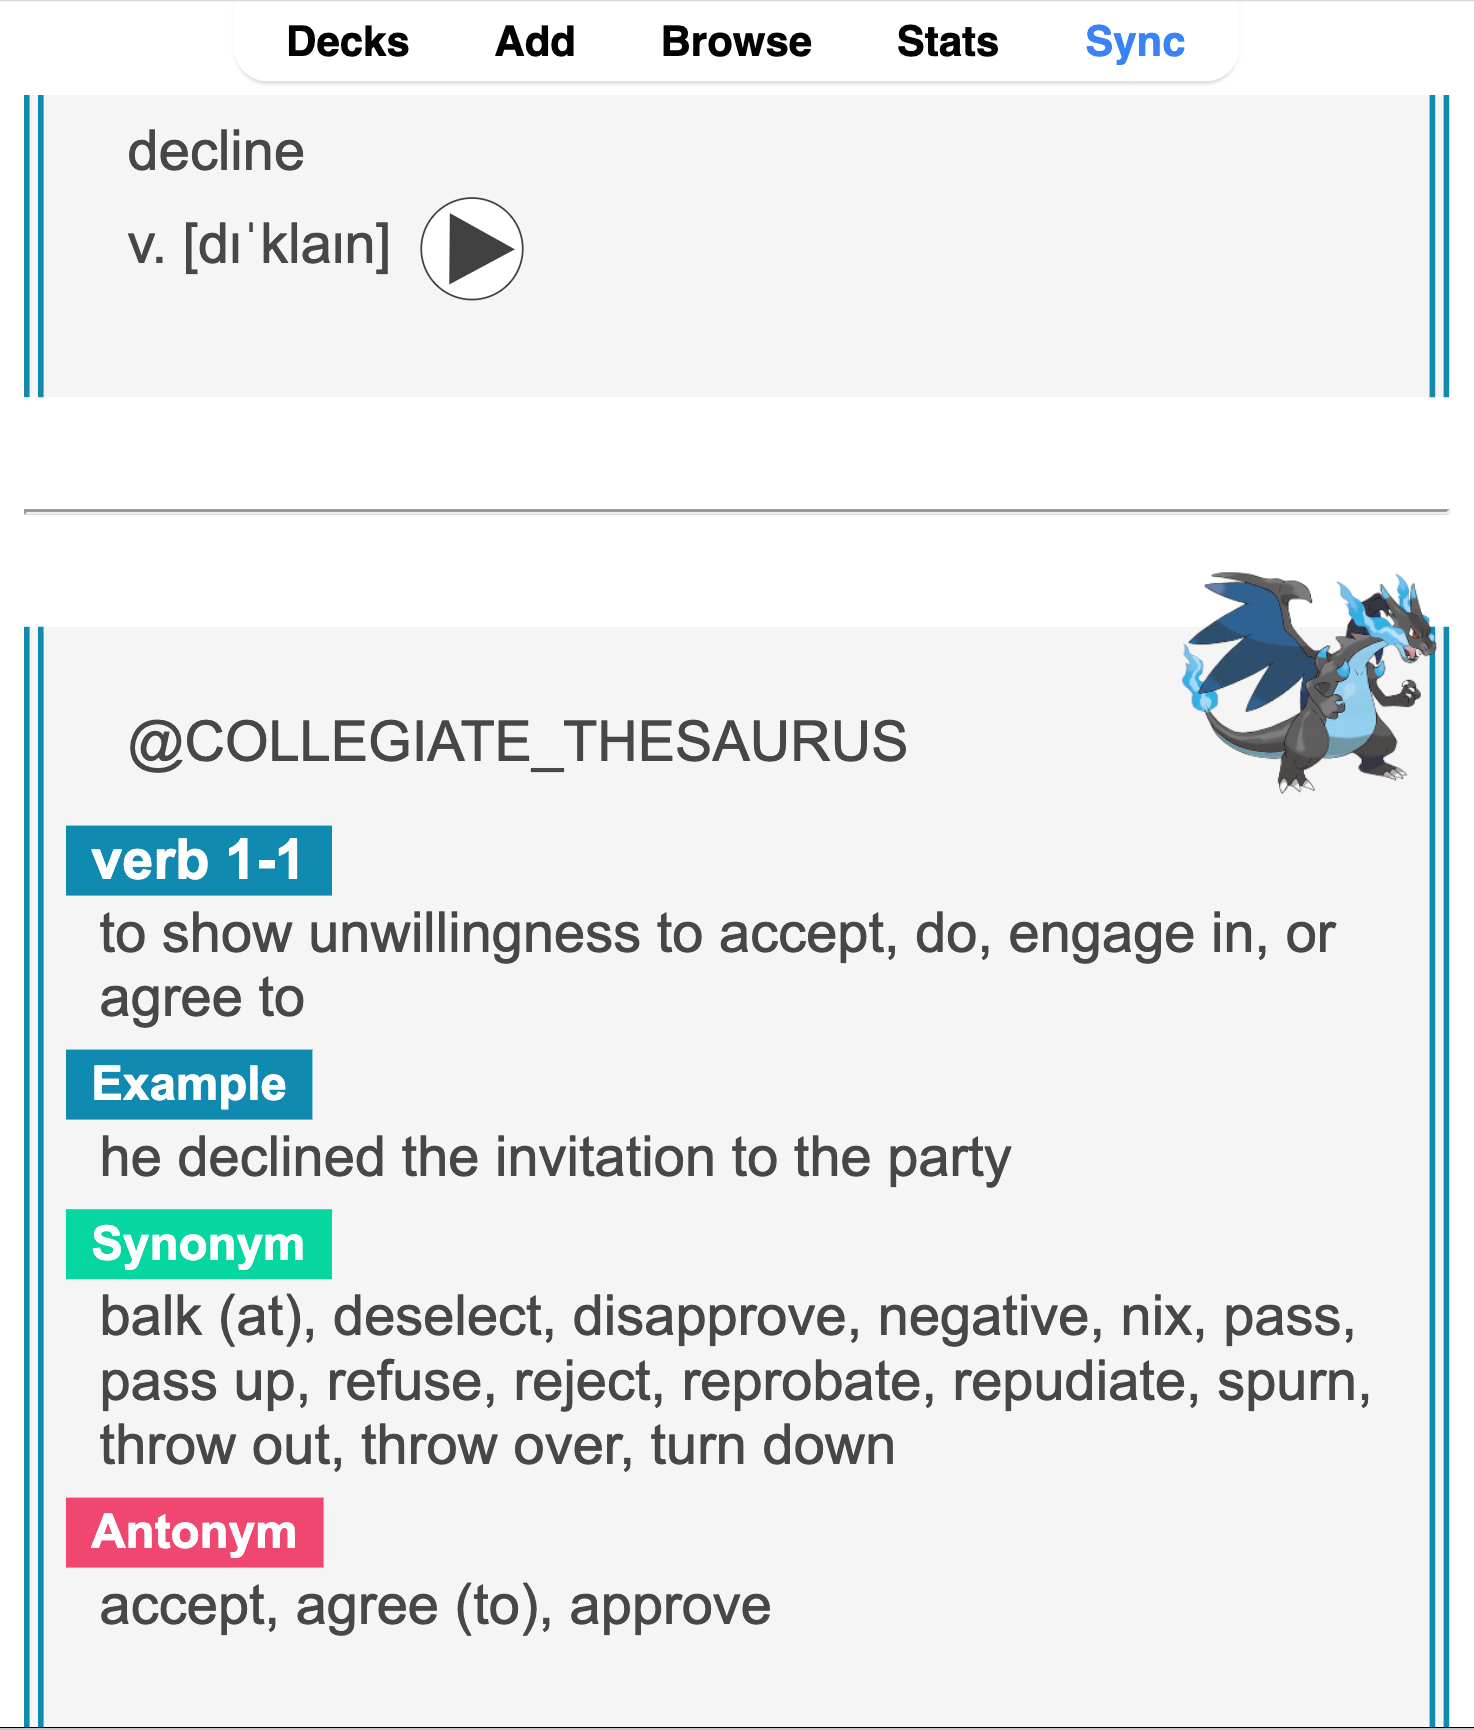 Decks Add Browse Stats Sync
decline
v. [dɪˈklaɪn]
@COLLEGIATE_THESAURUS
verb 1-1
to show unwillingness to accept, do, engage in, or
agree to
Example
he declined the invitation to the party
Synonym
balk (at), deselect, disapprove, negative, nix, pass,
pass up, refuse, reject, reprobate, repudiate, spurn,
throw out, throw over, turn down
Antonym
accept, agree (to), approve